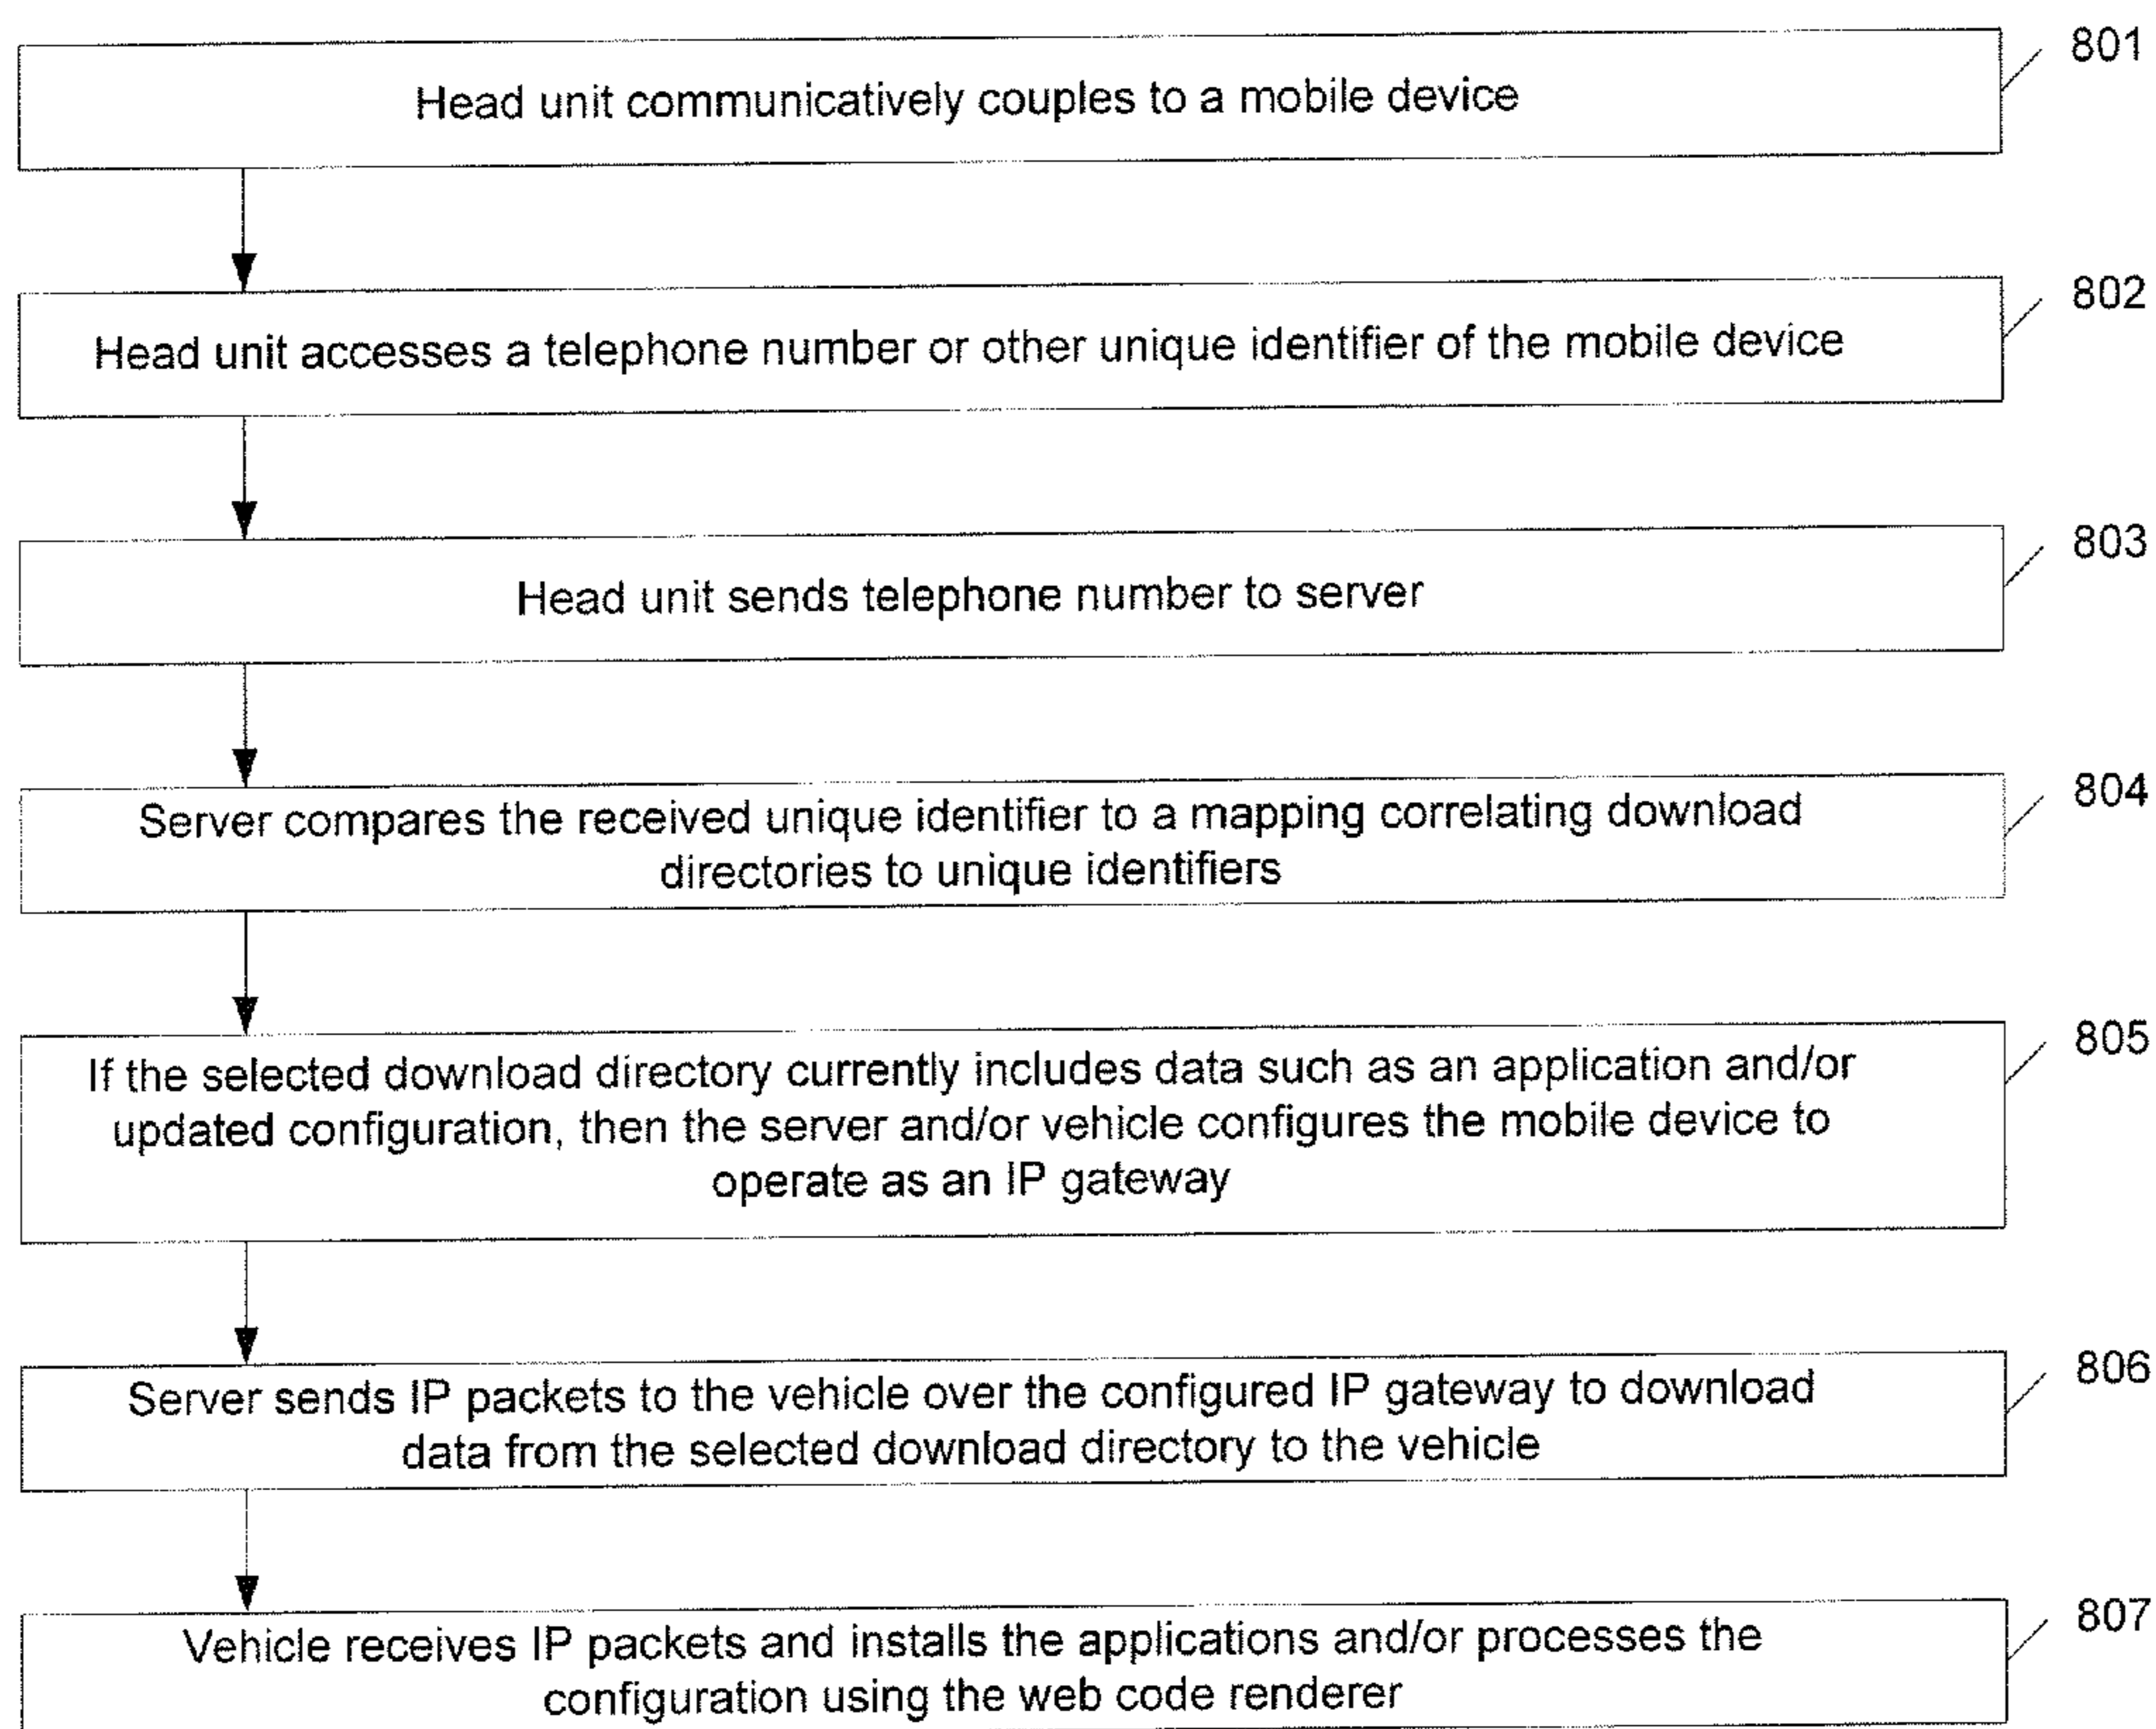 801
Head unit communicatively couples to a mobile device
802
Head unit accesses a telephone number or other unique identifier of the mobile device
803
Head unit sends telephone number to server
804
Server compares the received unique identifier to a mapping correlating download
directories to unique identifiers
805
If the selected download directory currently includes data such as an application and/or
updated configuration, then the server and/or vehicle configures the mobile device to
operate as an IP gateway
806
Server sends IP packets to the vehicle over the configured IP gateway to download
data from the selected download directory to the vehicle
807
Vehicle receives IP packets and installs the applications and/or processes the
configuration using the web code renderer